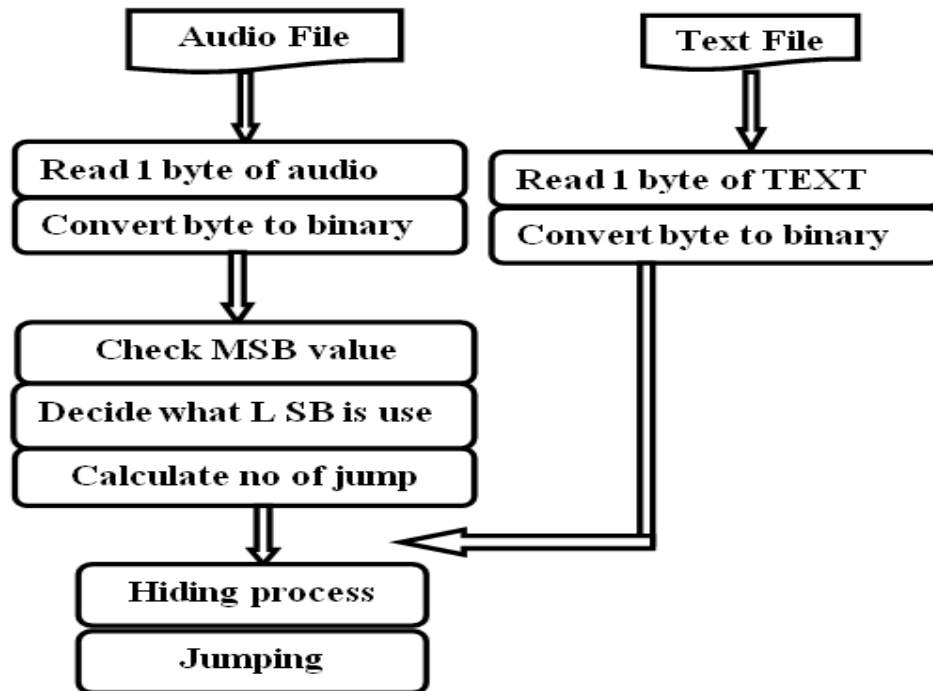 Audio File
Text File
Read 1 byte of audio
Convert byte to binary
Read 1 byte of TEXT
Convert byte to binary
Check MSB value
Decide what L SB is use
Calculate no of jump
Hiding process
Jumping